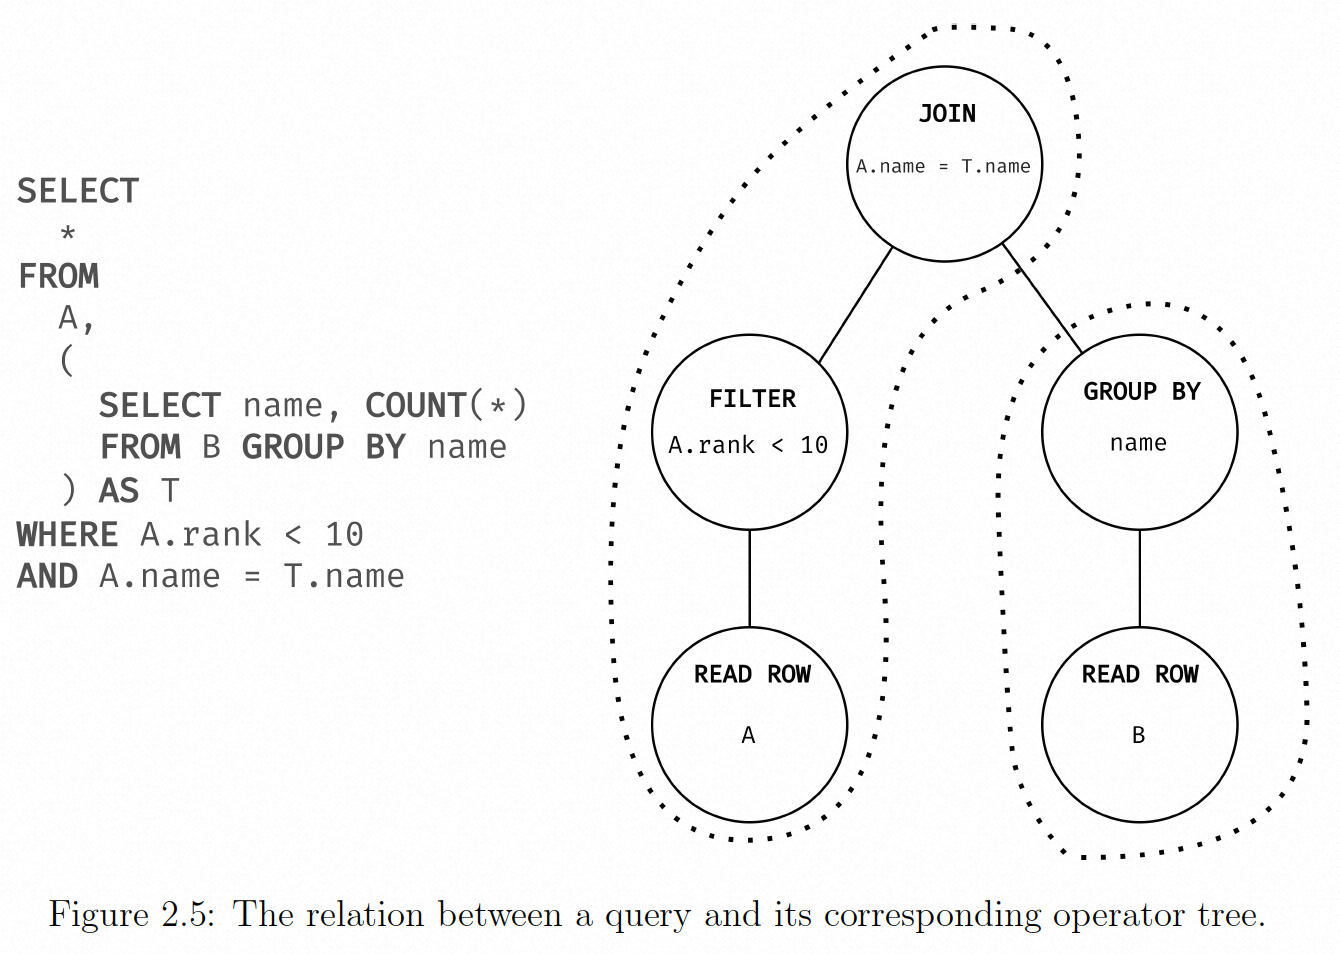 SELECT
*
FROM
A,
(
SELECT name, COUNT(*)
FROM B GROUP BY name
) AS T
WHERE A.rank < 10
AND A.name = T.name
JOIN
A.name = T.name
FILTER
A.rank < 10
GROUP BY
name
READ ROW
A
READ ROW
B
Figure 2.5: The relation between a query and its corresponding operator tree.